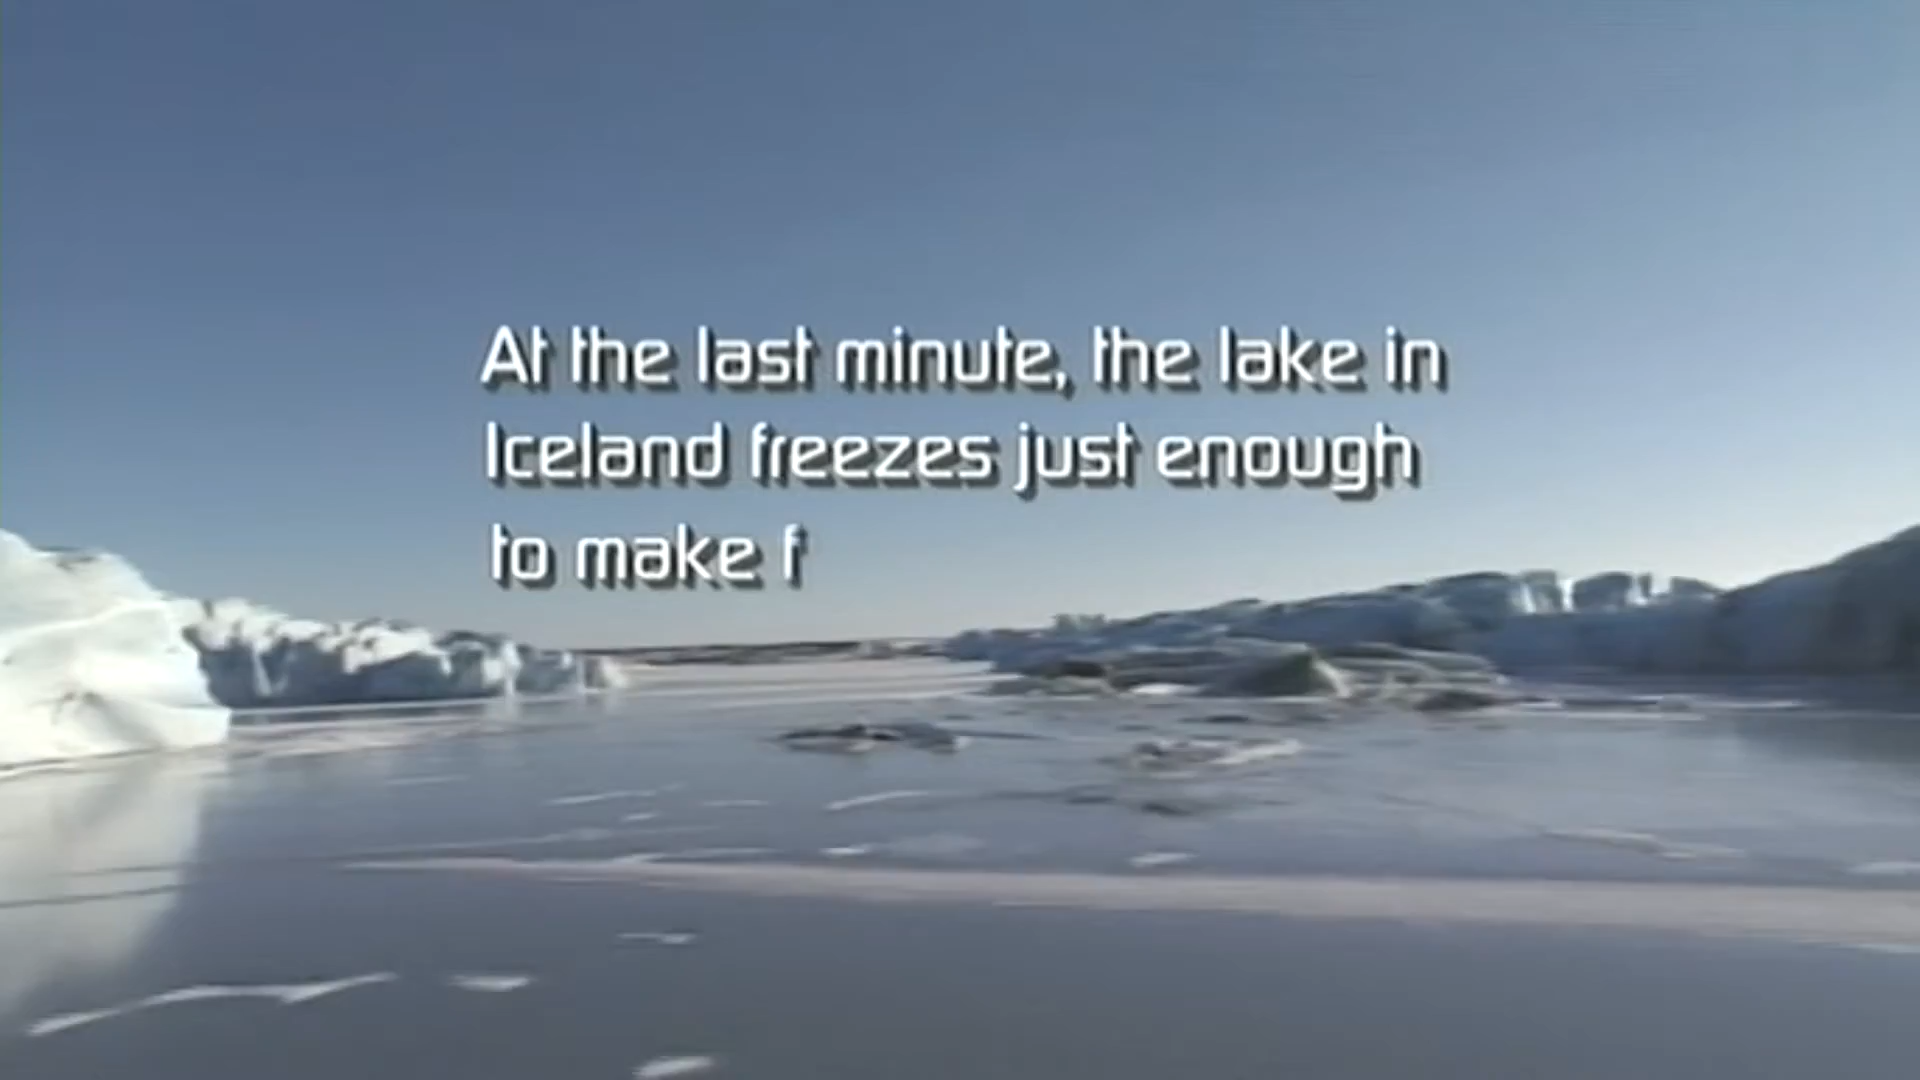 At the last minute, the lake in
Iceland freezes just enough
to make f